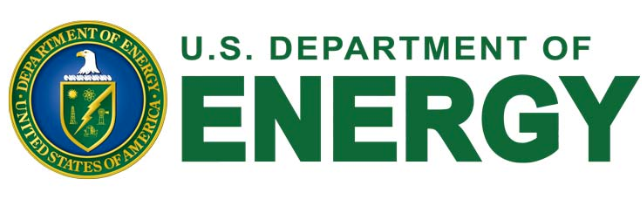 DEPARTMENT OF ENERGY
UNITED STATES OF AMERICA
U.S. DEPARTMENT OF
ENERGY